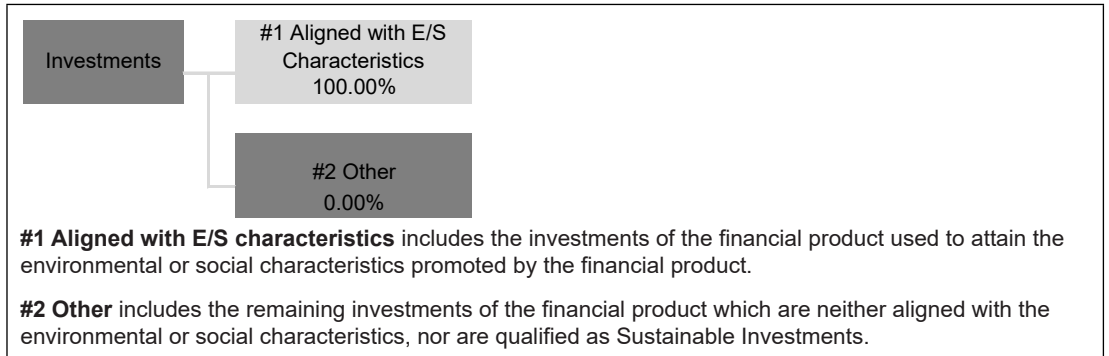 Investments
#1 Aligned with E/S
Characteristics
100.00%
#2 Other
0.00%
#1 Aligned with E/S characteristics includes the investments of the financial product used to attain the
environmental or social characteristics promoted by the financial product.
#2 Other includes the remaining investments of the financial product which are neither aligned with the
environmental or social characteristics, nor are qualified as Sustainable Investments.